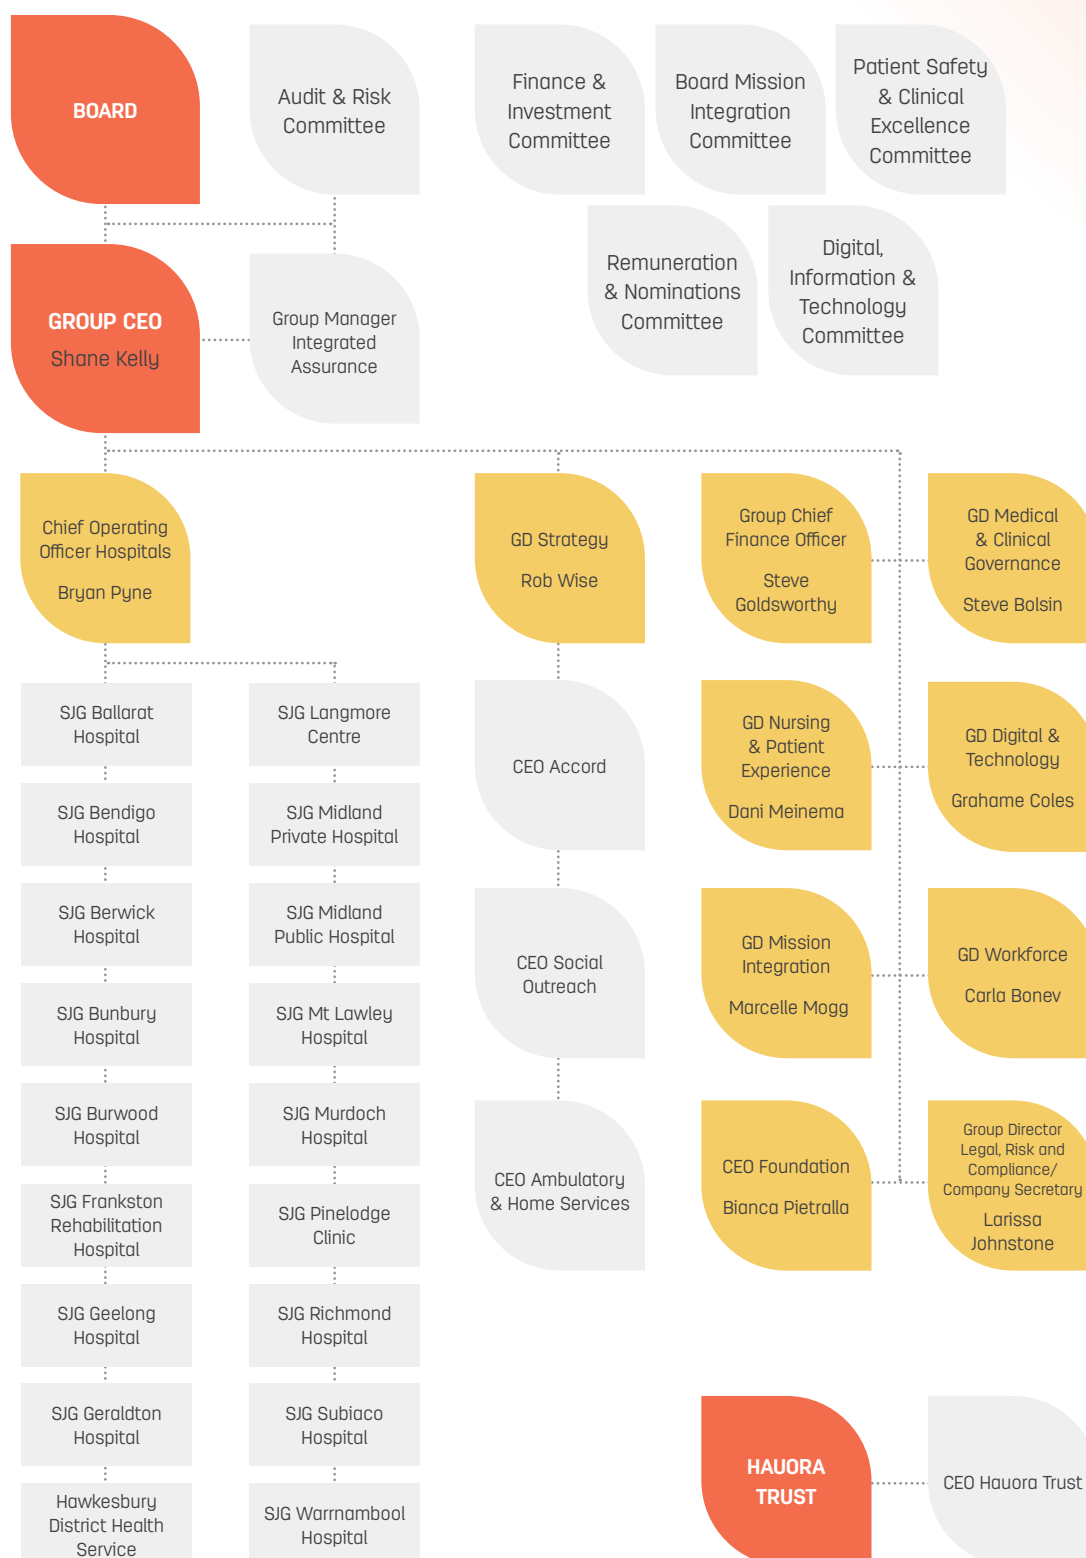 BOARD
Audit & Risk
Committee
Finance &
Investment
Committee
Board Mission
Integration
Committee
Patient Safety
& Clinical
Excellence
Committee
Remuneration
& Nominations
Committee
Digital,
Information &
Technology
Committee
GROUP CEO
Shane Kelly
Group Manager
Integrated
Assurance
Chief Operating
Officer Hospitals
Bryan Pyne
GD Strategy
Rob Wise
Group Chief
Finance Officer
Steve
Goldsworthy
GD Medical
& Clinical
Governance
Steve Bolsin
SJG Ballarat
Hospital
SJG Bendigo
Hospital
SJG Berwick
Hospital
SJG Bunbury
Hospital
SJG Burwood
Hospital
SJG Frankston
Rehabilitation
Hospital
SJG Geelong
Hospital
SJG Geraldton
Hospital
Hawkesbury
District Health
Service
SJG Langmore
Centre
SJG Midland
Private Hospital
SJG Midland
Public Hospital
SJG Mt Lawley
Hospital
SJG Murdoch
Hospital
SJG Pinelodge
Clinic
SJG Richmond
Hospital
SJG Subiaco
Hospital
SJG Warrnambool
Hospital
CEO Accord
CEO Social
Outreach
CEO Ambulatory
& Home Services
GD Nursing
& Patient
Experience
Dani Meinema
GD Digital &
Technology
Grahame Coles
GD Mission
Integration
Marcelle Mogg
GD Workforce
Carla Bonev
CEO Foundation
Bianca Pietralla
Group Director
Legal, Risk and
Compliance/
Company Secretary
Larissa
Johnstone
HAUORA
TRUST
CEO Hauora Trust